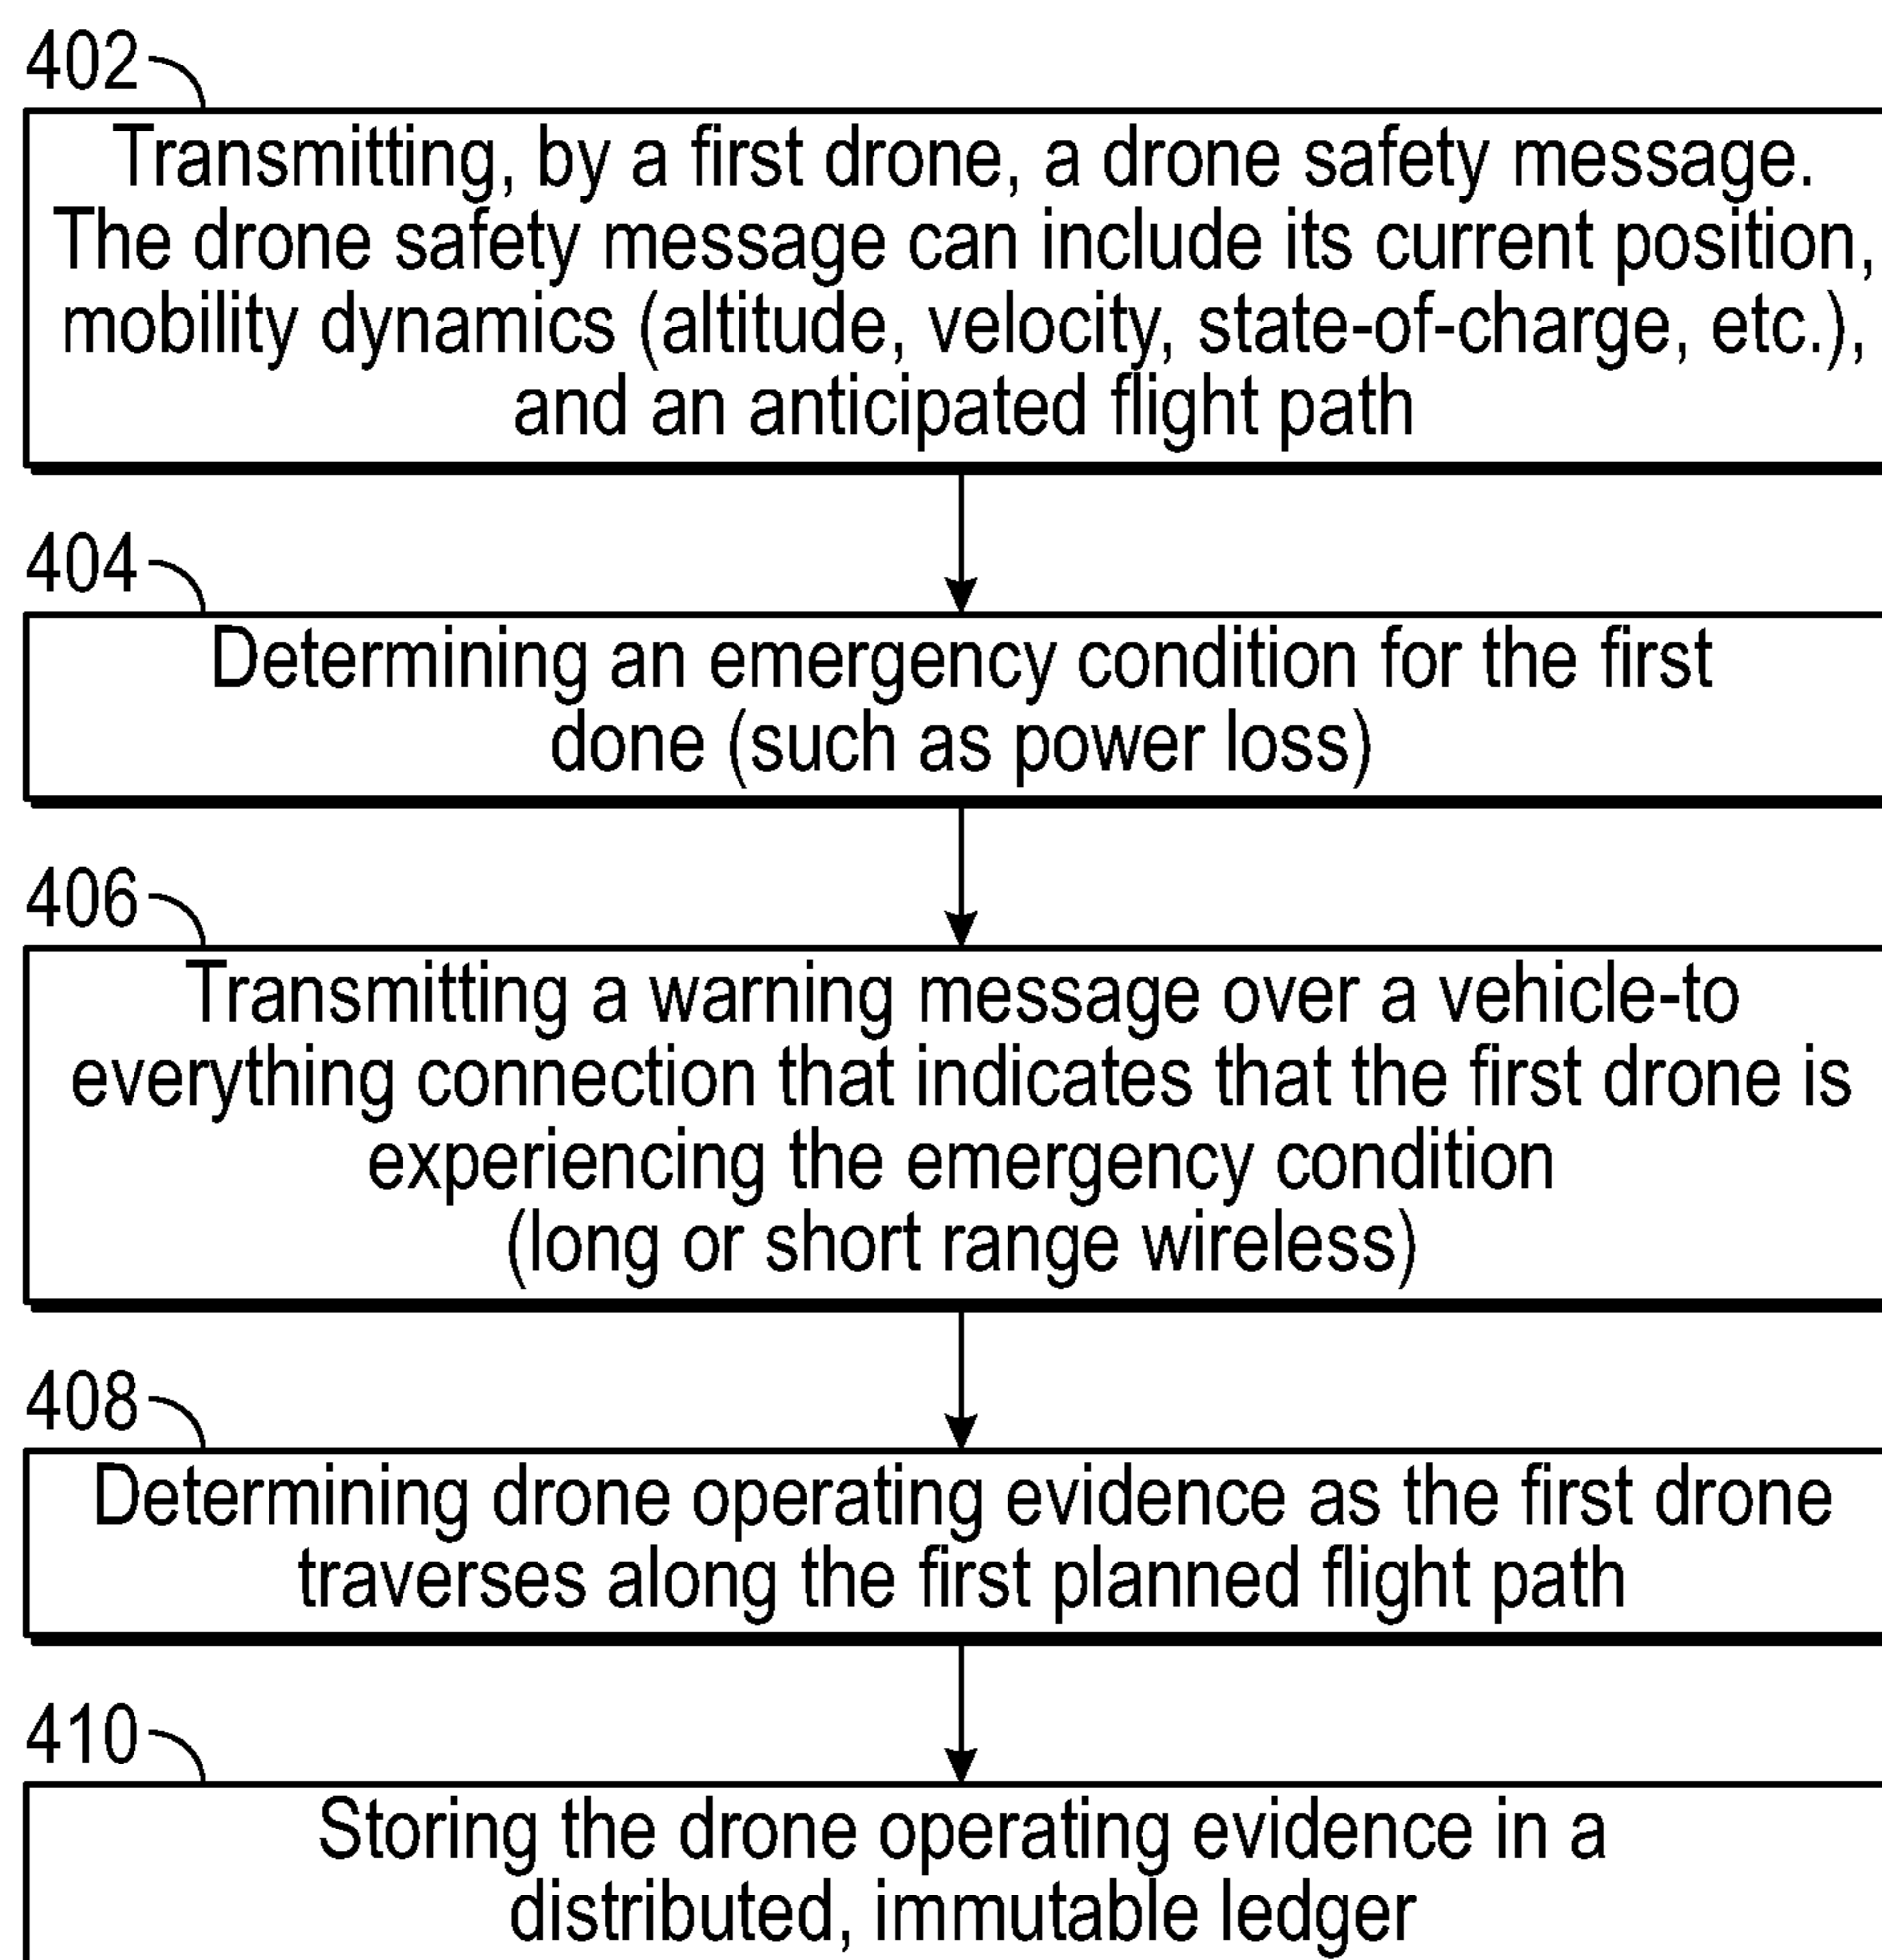 402
Transmitting, by a first drone, a drone safety message.
The drone safety message can include its current position,
mobility dynamics (altitude, velocity, state-of-charge, etc.),
and an anticipated flight path
404
Determining an emergency condition for the first
done (such as power loss)
406
Transmitting a warning message over a vehicle-to
everything connection that indicates that the first drone is
experiencing the emergency condition
(long or short range wireless)
408
Determining drone operating evidence as the first drone
traverses along the first planned flight path
410
Storing the drone operating evidence in a
distributed, immutable ledger